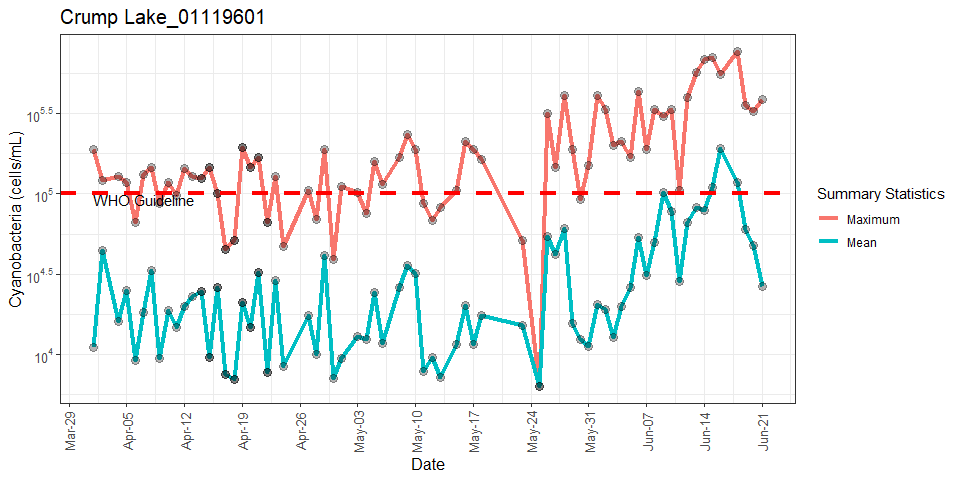 Crump Lake_01119601
Cyanobacteria (cells/mL)
10^5.5
10^5
10^4.5
10^4
WHO Guideline
Mar-29
Apr-05
Apr-12
Apr-19
Apr-26
May-03
May-10
May-17
May-24
May-31
Jun-07
Jun-14
Jun-21
Date
Summary Statistics
Maximum
Mean